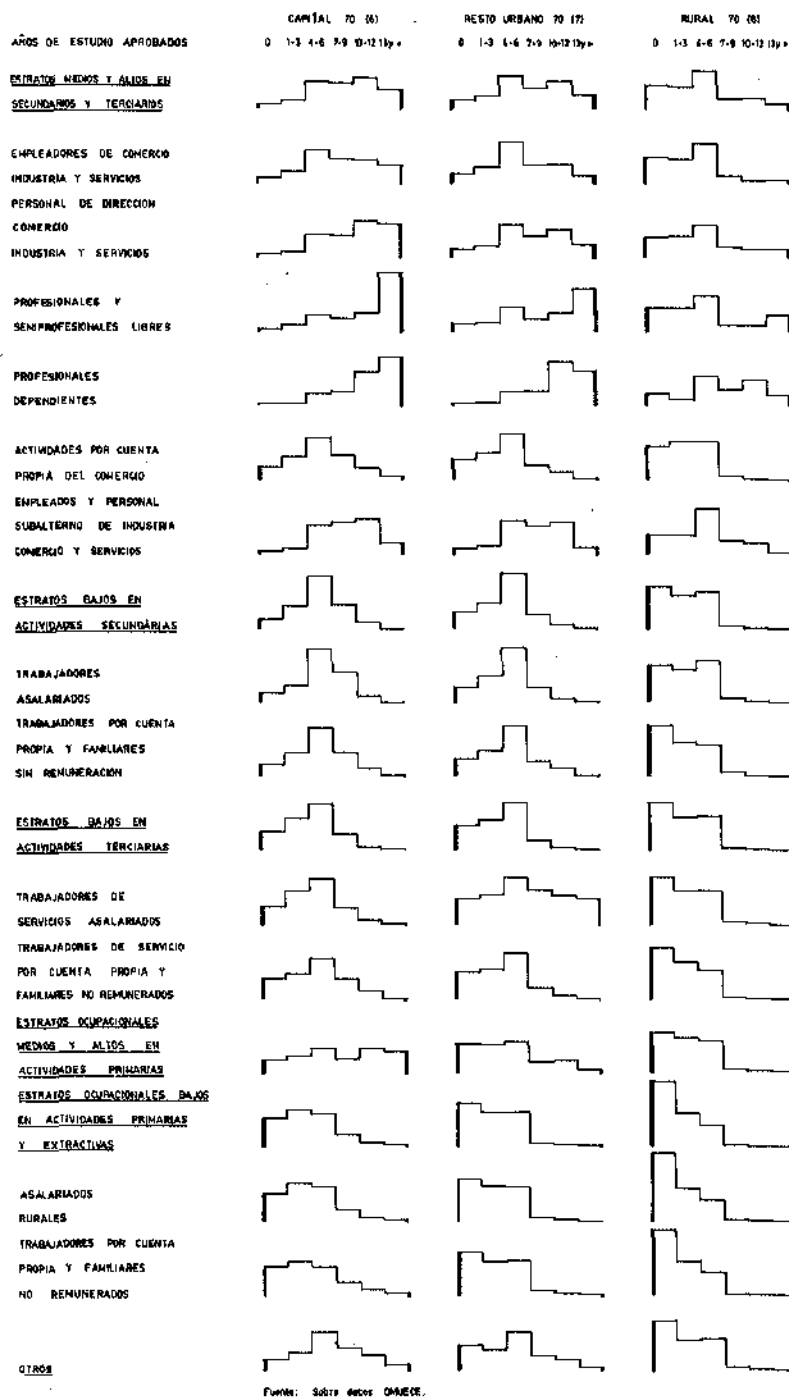 CAPITAL 70 (6) RESTO URBANO 70 (7) RURAL 70 (8)
AÑOS DE ESTUDIO APROBADOS 0 1-3 4-6 7-9 10-12 13y+ 0 1-3 4-6 7-9 10-12 13y+ 0 1-3 4-6 7-9 10-12 13y+
ESTRATOS MEDIOS Y ALTOS EN
SECUNDARIOS Y TERCIARIOS
EMPLEADORES DE COMERCIO
INDUSTRIA Y SERVICIOS
PERSONAL DE DIRECCION
COMERCIO
INDUSTRIA Y SERVICIOS
PROFESIONALES Y
SEMIPROFESIONALES LIBRES
PROFESIONALES
DEPENDIENTES
ACTIVIDADES POR CUENTA
PROPIA DEL COMERCIO
EMPLEADOS Y PERSONAL
SUBALTERNO DE INDUSTRIA
COMERCIO Y SERVICIOS
ESTRATOS BAJOS EN
ACTIVIDADES SECUNDARIAS
TRABAJADORES
ASALARIADOS
TRABAJADORES POR CUENTA
PROPIA Y FAMILIARES
SIN REMUNERACIÓN
ESTRATOS BAJOS EN
ACTIVIDADES TERCIARIAS
TRABAJADORES DE
SERVICIOS ASALARIADOS
TRABAJADORES DE SERVICIO
POR CUENTA PROPIA Y
FAMILIARES NO REMUNERADOS
ESTRATOS OCUPACIONALES
MEDIOS Y ALTOS EN
ACTIVIDADES PRIMARIAS
ESTRATOS OCUPACIONALES BAJOS
EN ACTIVIDADES PRIMARIAS
Y EXTRACTIVAS
ASALARIADOS
RURALES
TRABAJADORES POR CUENTA
PROPIA Y FAMILIARES
NO REMUNERADOS
OTROS
Fuente: Sobre datos OMUECE.